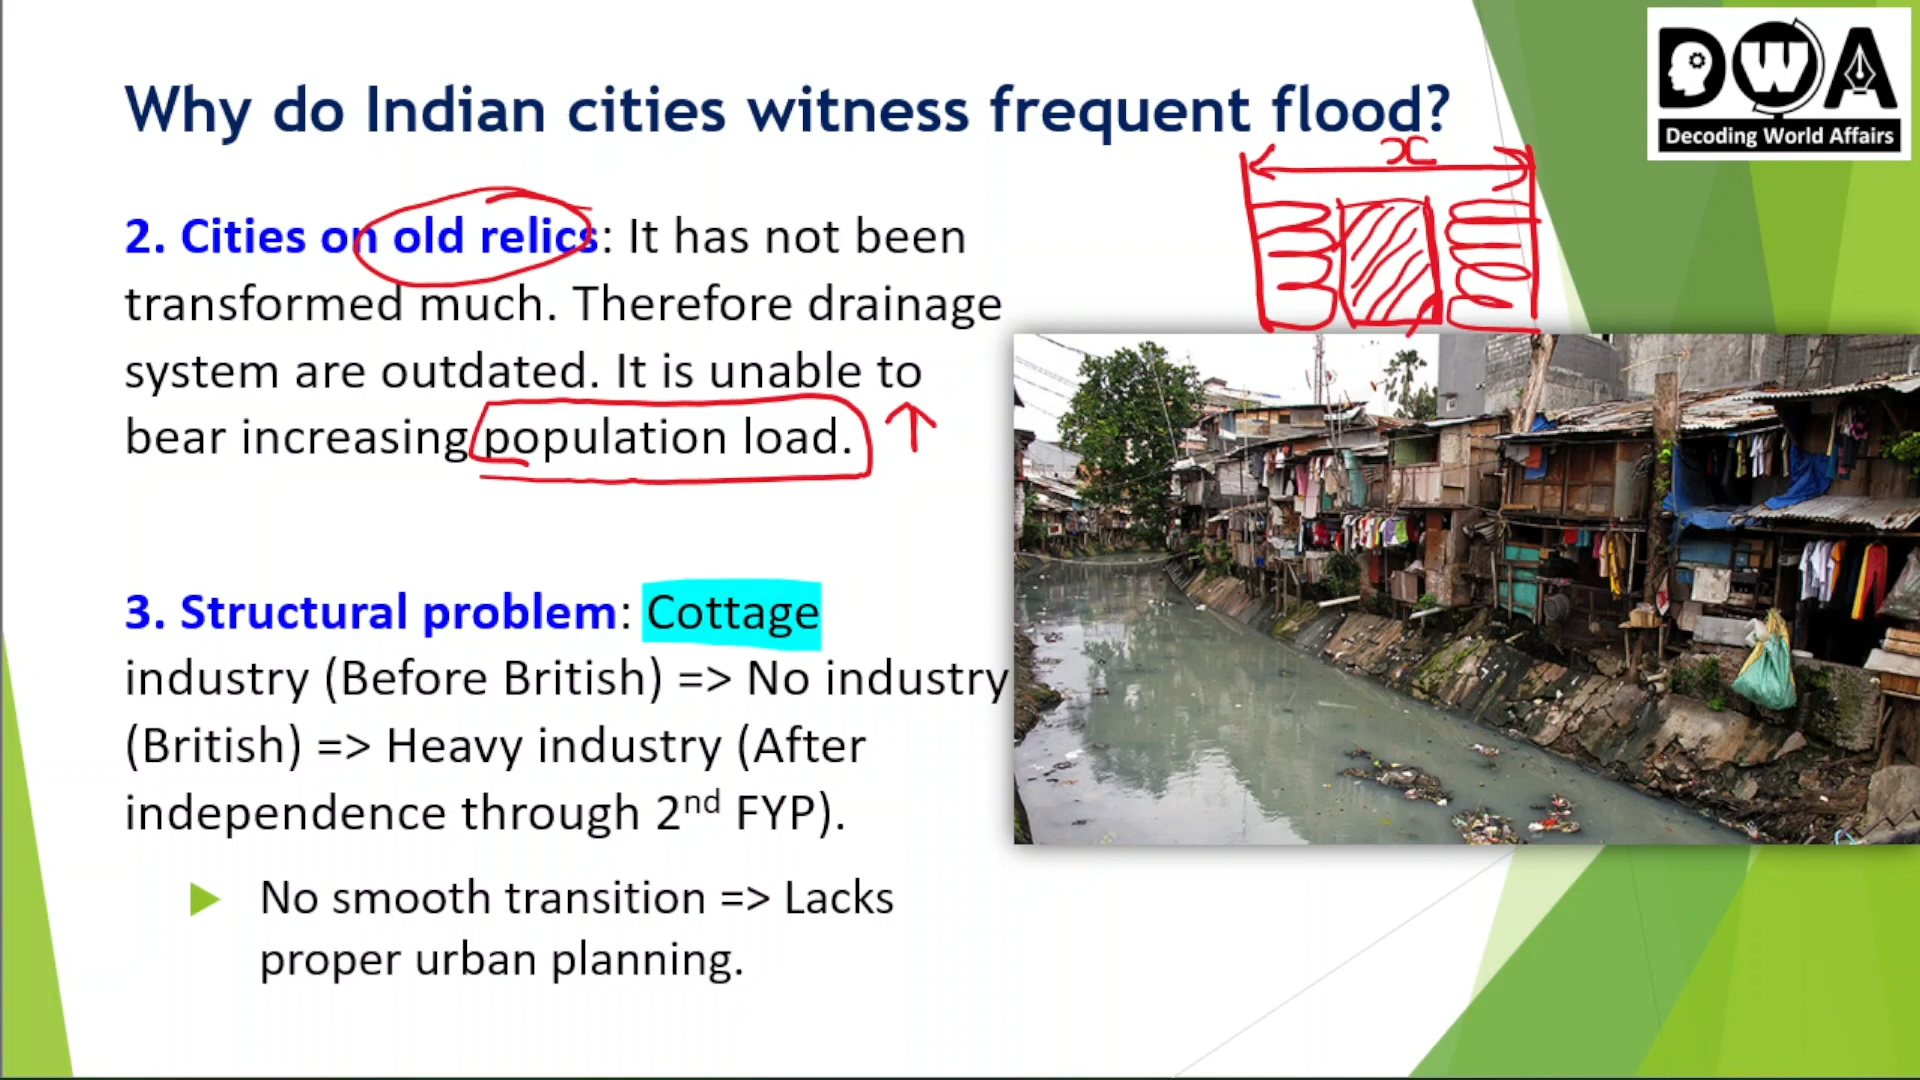 Why do Indian cities witness frequent flood?
DWA
Decoding World Affairs
x
2. Cities on old relics: It has not been
transformed much. Therefore drainage
system are outdated. It is unable to
bear increasing population load.
3. Structural problem: Cottage
industry (Before British) => No industry
(British) => Heavy industry (After
independence through 2nd FYP).
No smooth transition => Lacks
proper urban planning.